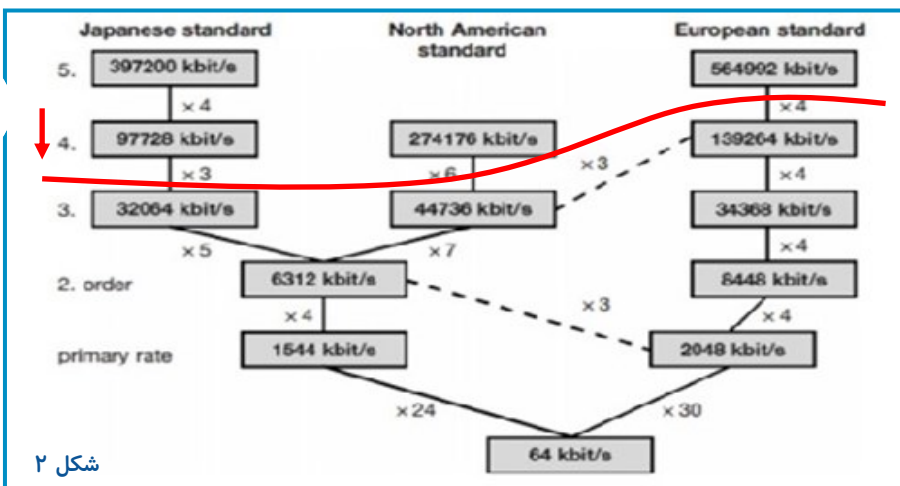 Japanese standard North American standard European standard
5. 397200 kbit/s 564992 kbit/s
×4 ×4
4. 97728 kbit/s 274176 kbit/s 139264 kbit/s
×3 ×6 ×3 ×4
3. 32064 kbit/s 44736 kbit/s 34368 kbit/s
×5 ×7 ×4
2. order 6312 kbit/s 8448 kbit/s
×4 ×3 ×4
primary rate 1544 kbit/s 2048 kbit/s
×24 ×30
64 kbit/s
شکل ۲